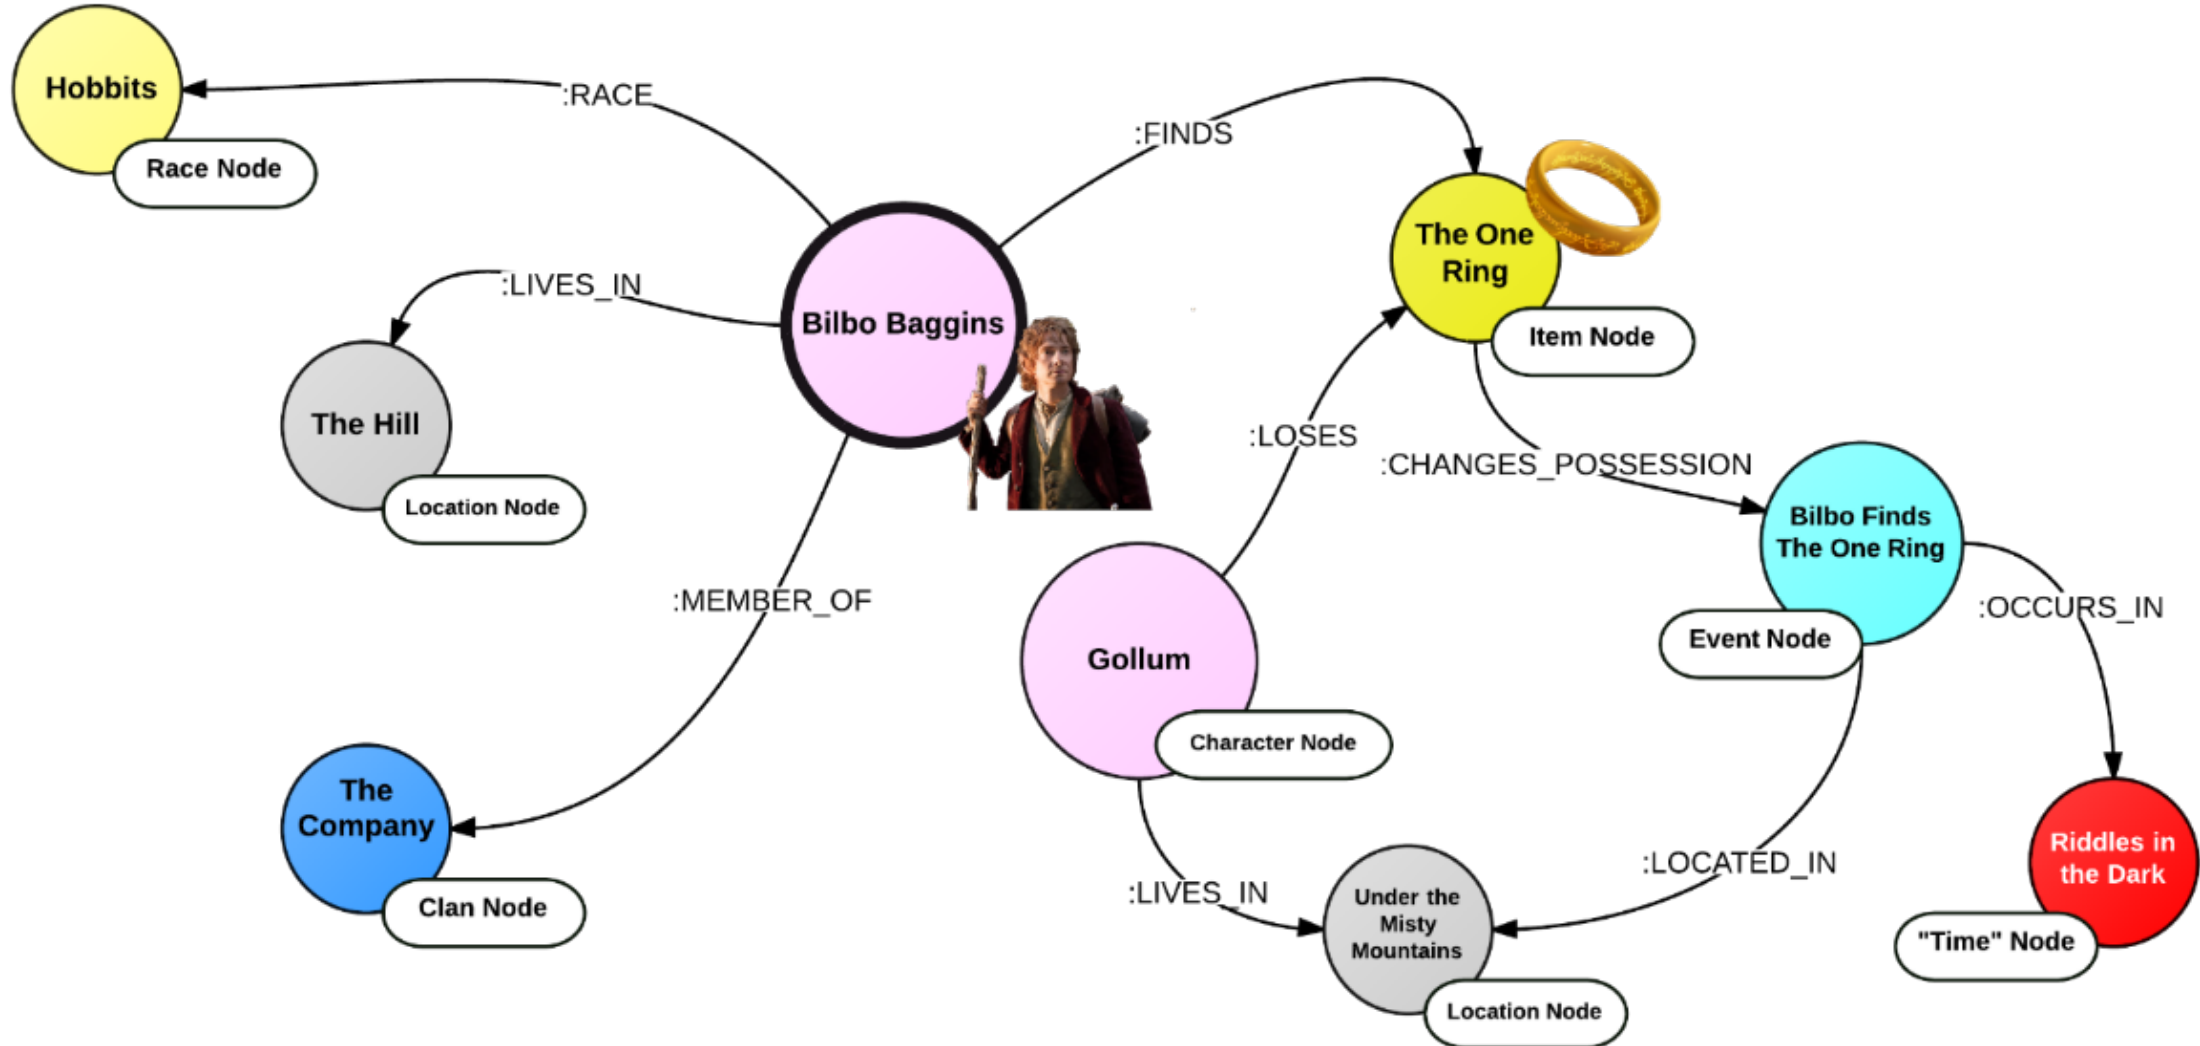 Hobbits
Race Node
:RACE
:FINDS
The One
Ring
Item Node
:LIVES_IN
Bilbo Baggins
The Hill
Location Node
:LOSES
:CHANGES_POSSESSION
Bilbo Finds
The One Ring
Event Node
:OCCURS_IN
:MEMBER_OF
Gollum
Character Node
The
Company
Clan Node
:LIVES_IN
Under the
Misty
Mountains
Location Node
:LOCATED_IN
Riddles in
the Dark
"Time" Node